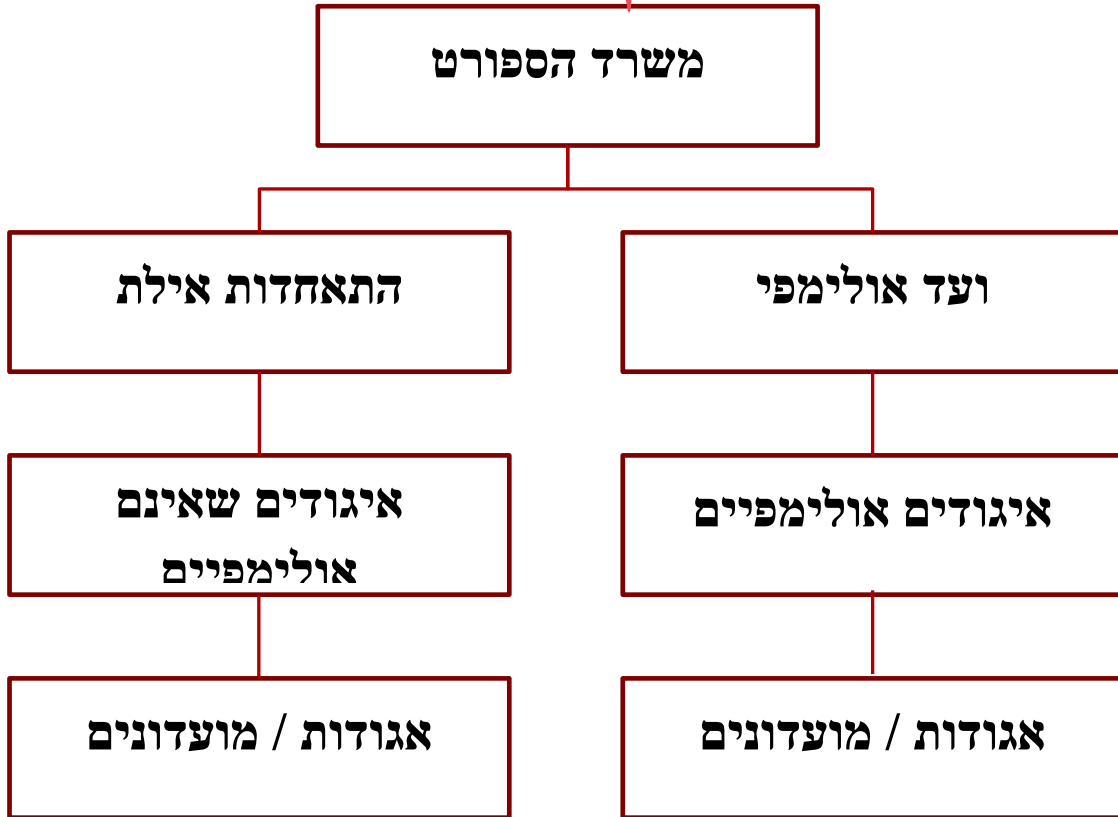 משרד הספורט
ועד אולימפי
התאחדות אילת
איגודים אולימפיים
איגודים שאינם
אולימפיים
אגודות / מועדונים
אגודות / מועדונים